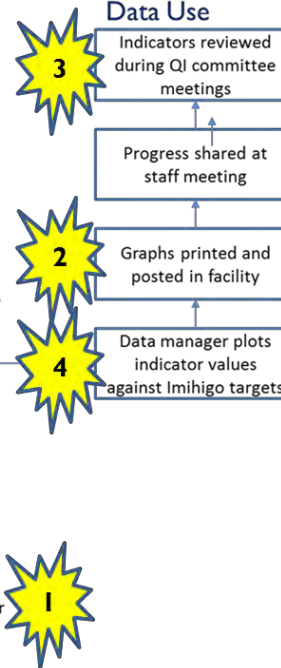 Data Use
3
Indicators reviewed
during QI committee
meetings
Progress shared at
staff meeting
2
Graphs printed and
posted in facility
4
Data manager plots
indicator values
against Imihigo targets
1